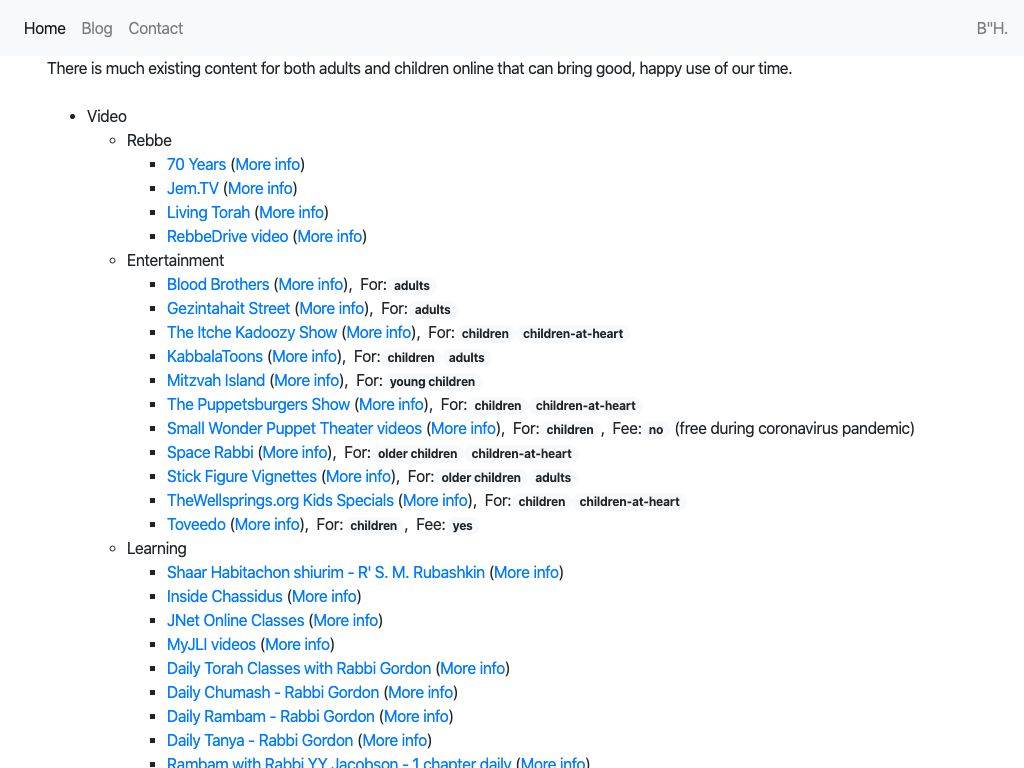 Home Blog Contact B"H.
There is much existing content for both adults and children online that can bring good, happy use of our time.
Video
Rebbe
70 Years (More info)
Jem.TV (More info)
Living Torah (More info)
RebbeDrive video (More info)
Entertainment
Blood Brothers (More info), For: adults
Gezintahait Street (More info), For: adults
The Itche Kadoozy Show (More info), For: children children-at-heart
KabbalaToons (More info), For: children adults
Mitzvah Island (More info), For: young children
The Puppetsburgers Show (More info), For: children children-at-heart
Small Wonder Puppet Theater videos (More info), For: children , Fee: no (free during coronavirus pandemic)
Space Rabbi (More info), For: older children children-at-heart
Stick Figure Vignettes (More info), For: older children adults
TheWellsprings.org Kids Specials (More info), For: children children-at-heart
Toveedo (More info), For: children , Fee: yes
Learning
Shaar Habitachon shiurim - R' S. M. Rubashkin (More info)
Inside Chassidus (More info)
JNet Online Classes (More info)
MyJLI videos (More info)
Daily Torah Classes with Rabbi Gordon (More info)
Daily Chumash - Rabbi Gordon (More info)
Daily Rambam - Rabbi Gordon (More info)
Daily Tanya - Rabbi Gordon (More info)
Rambam with Rabbi YY Jacobson - 1 chapter daily (More info)